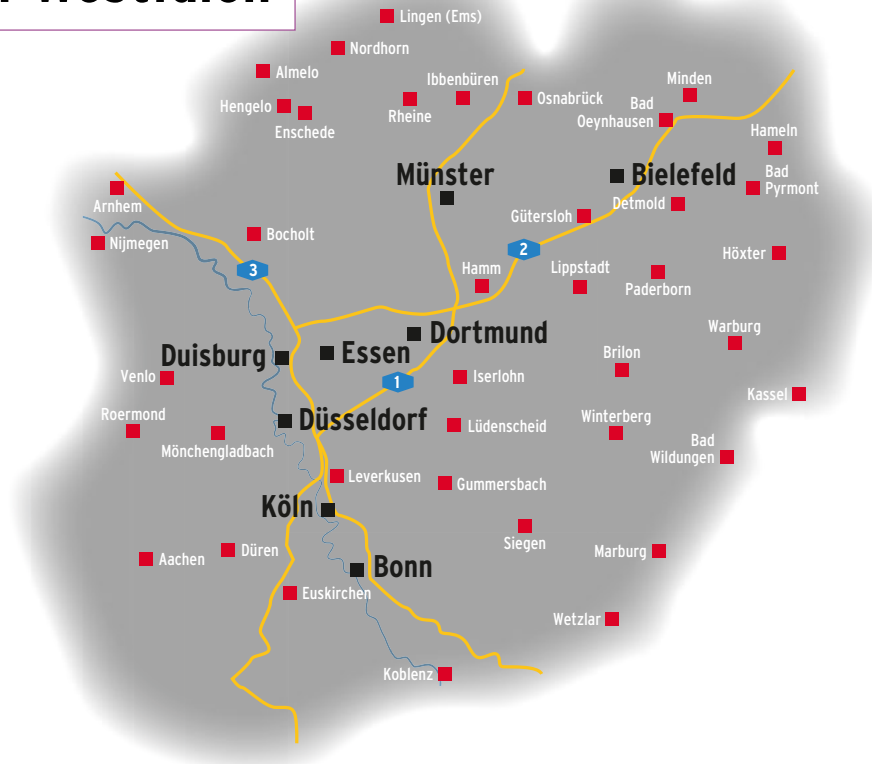 Westfalen
Lingen (Ems)
Nordhorn
Almelo
Ibbenbüren
Minden
Hengelo
Osnabrück
Bad
Oeynhausen
Enschede
Rheine
Hameln
Münster
Bielefeld
Bad
Pyrmont
Arnhem
Detmold
Gütersloh
Nijmegen
Bocholt
2
Höxter
3
Hamm
Lippstadt
Paderborn
Dortmund
Warburg
Duisburg
Essen
Brilon
Venlo
1
Iserlohn
Kassel
Roermond
Düsseldorf
Winterberg
Lüdenscheid
Mönchengladbach
Bad
Wildungen
Leverkusen
Gummersbach
Köln
Siegen
Aachen
Düren
Marburg
Bonn
Euskirchen
Wetzlar
Koblenz